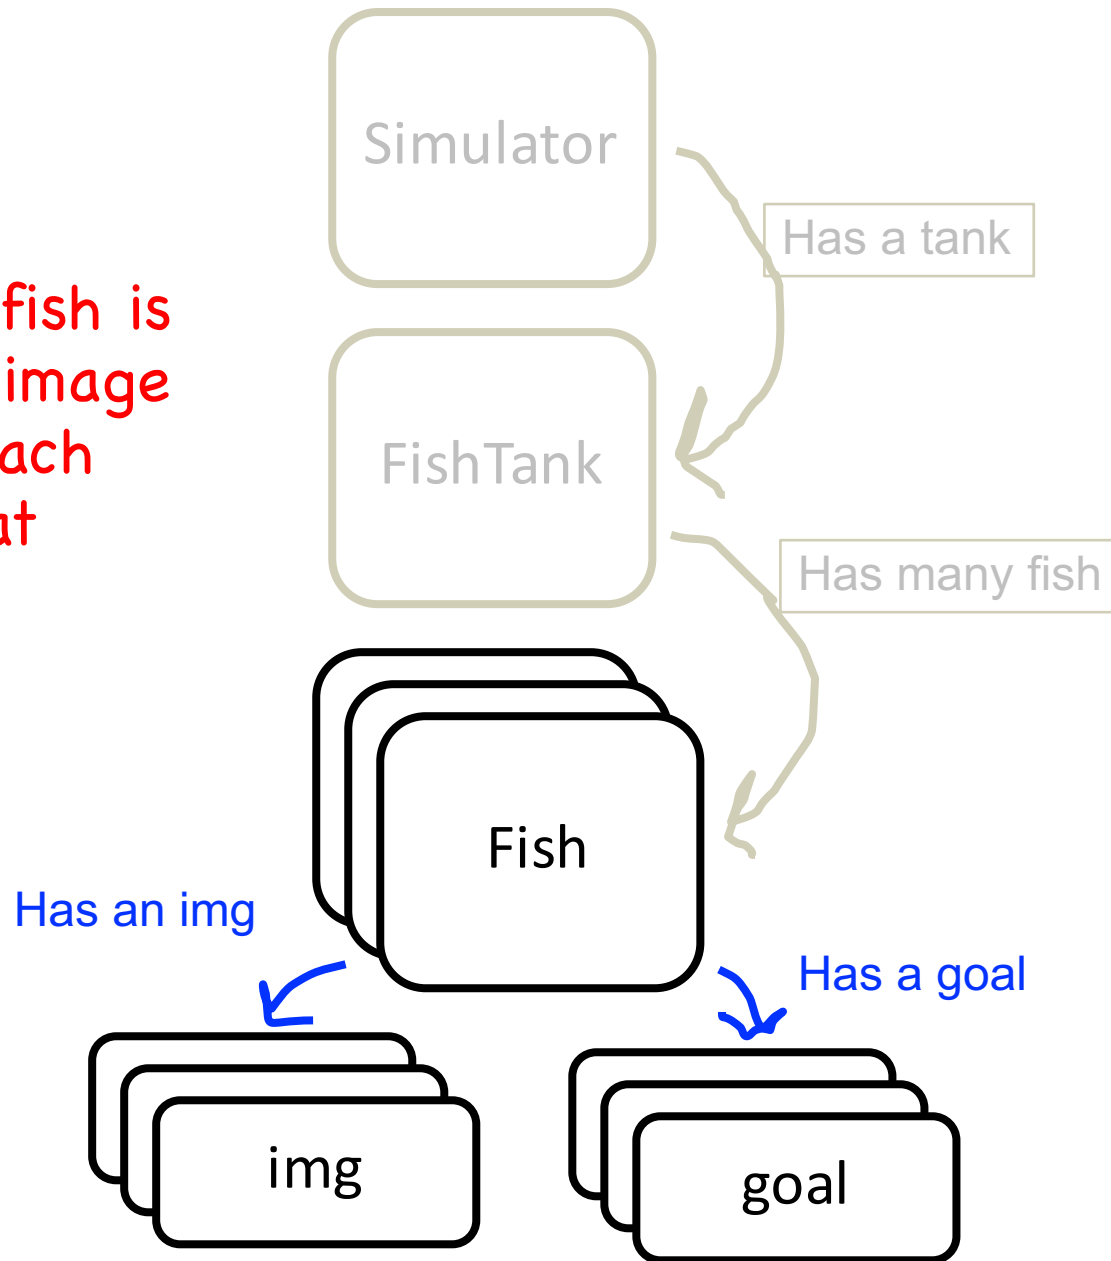 Simulator
Has a tank
fish is
image
ach
at
FishTank
Has many fish
Fish
Has an img
Has a goal
img
goal